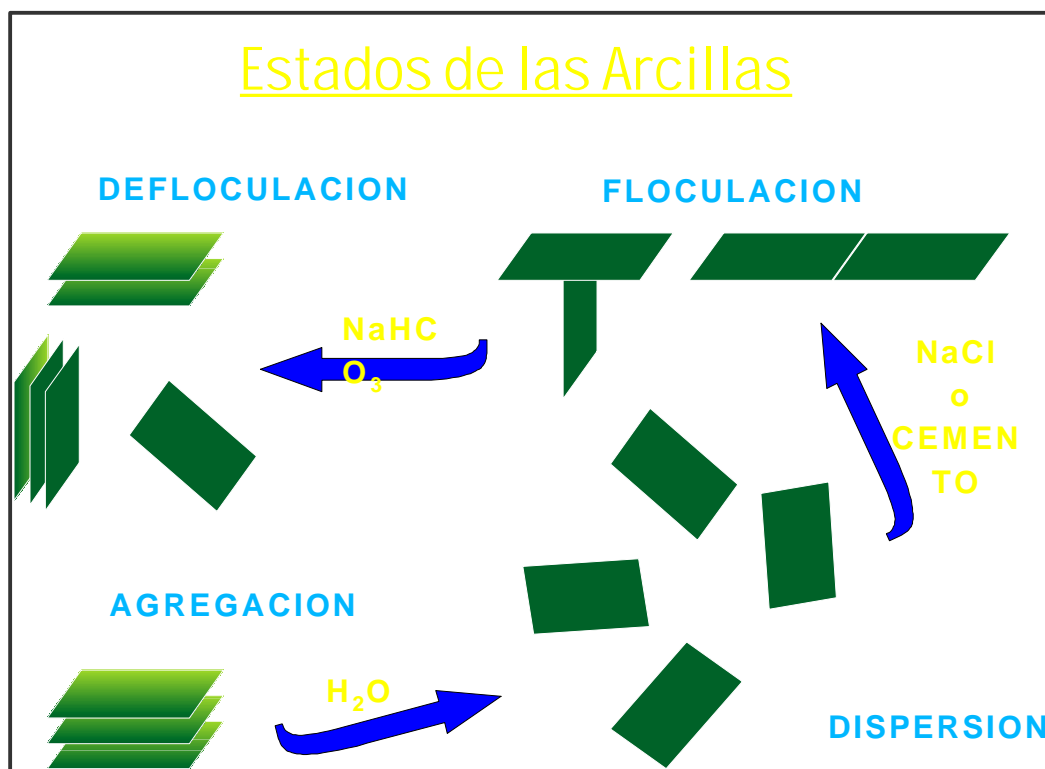 Estados de las Arcillas
DEFLOCULACION
FLOCULACION
NaHC
O₃
NaCl
o
CEMEN
TO
AGREGACION
H₂O
DISPERSION